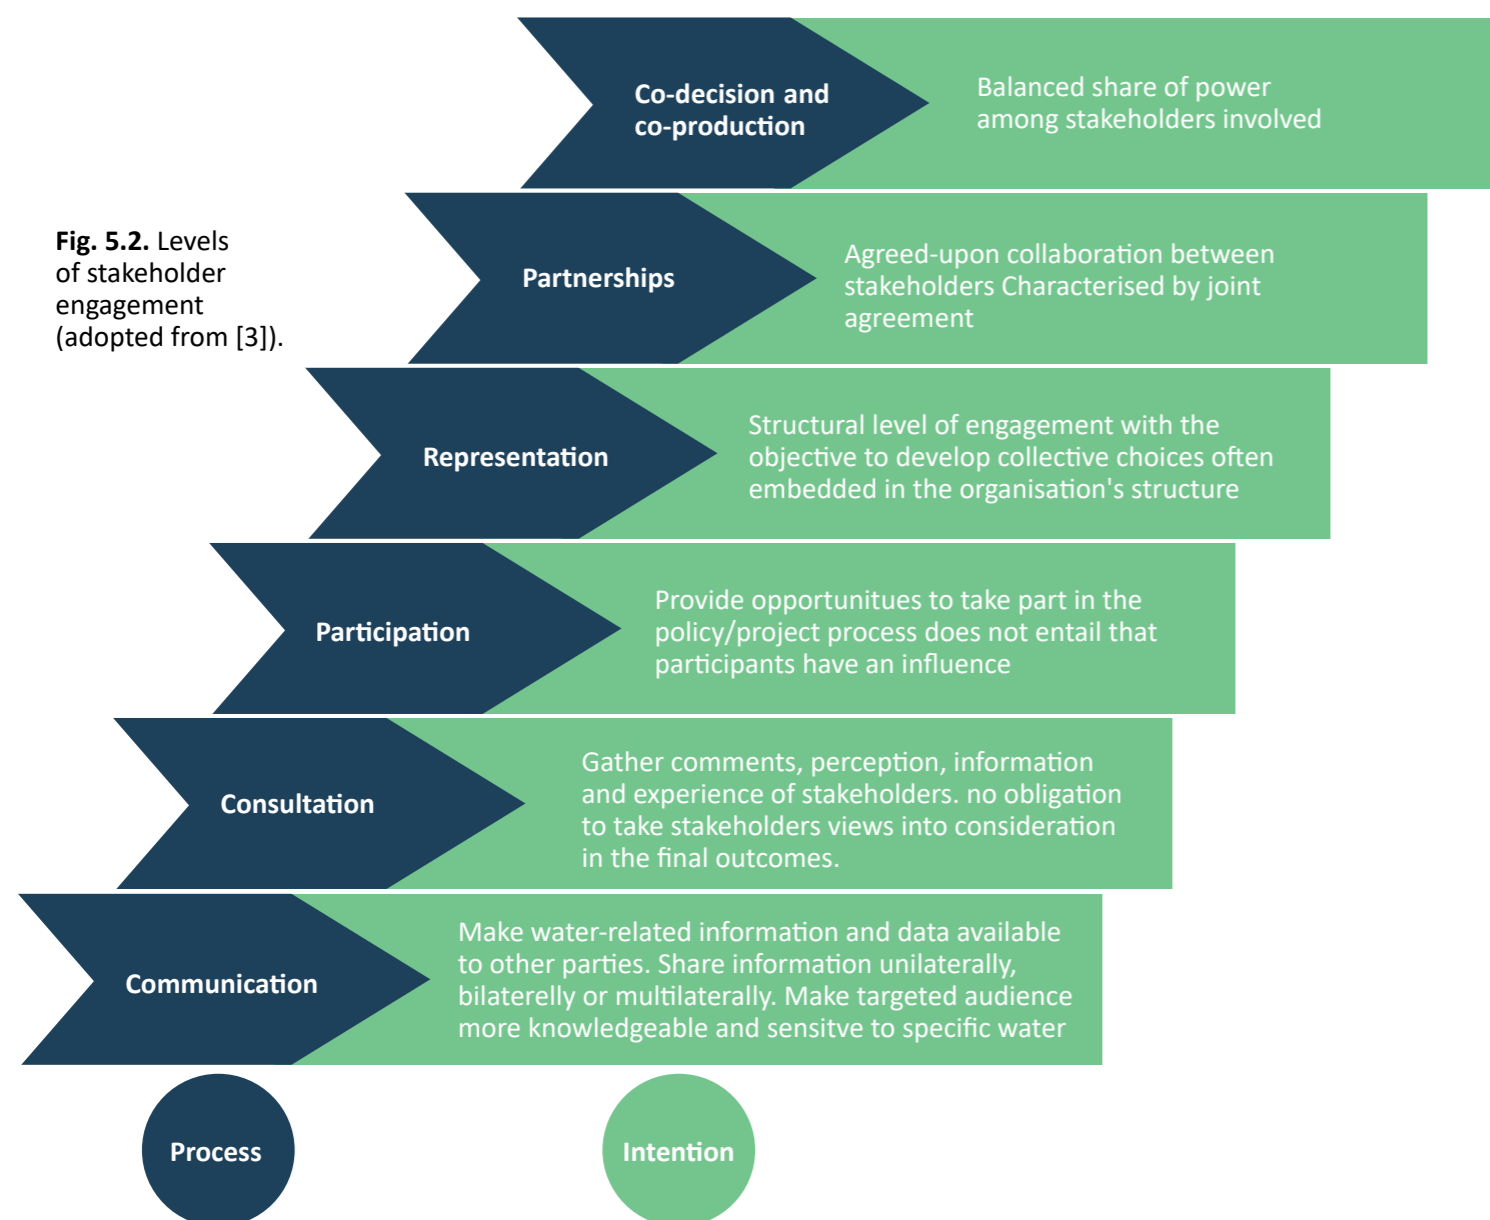 Co-decision and
co-production
Balanced share of power
among stakeholders involved
Fig. 5.2. Levels
of stakeholder
engagement
(adopted from [3]).
Partnerships
Agreed-upon collaboration between
stakeholders Characterised by joint
agreement
Representation
Structural level of engagement with the
objective to develop collective choices often
embedded in the organisation's structure
Participation
Provide opportunitues to take part in the
policy/project process does not entail that
participants have an influence
Consultation
Gather comments, perception, information
and experience of stakeholders. no obligation
to take stakeholders views into consideration
in the final outcomes.
Communication
Make water-related information and data available
to other parties. Share information unilaterally,
bilaterelly or multilaterally. Make targeted audience
more knowledgeable and sensitve to specific water
Process
Intention